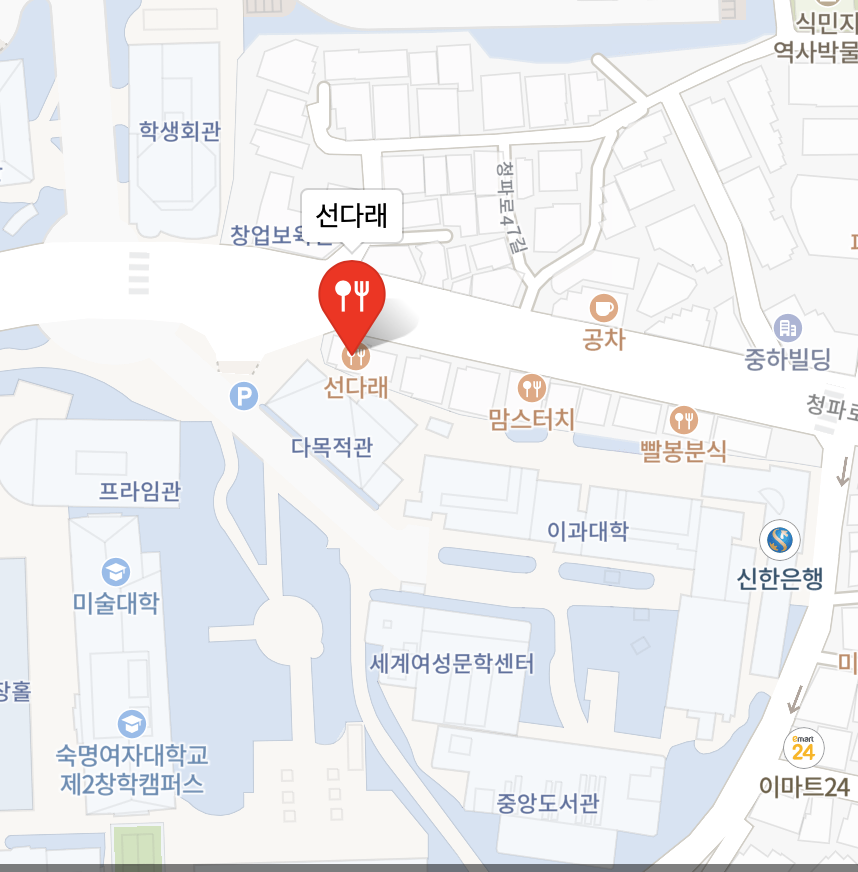 식민지
역사박물
학생회관
청파로47길
선다래
창업보육
공차
중하빌딩
선다래
맘스터치
청파로
P
빨봉분식
다목적관
프라임관
이과대학
신한은행
미술대학
세계여성문학센터
미
장홀
숙명여자대학교
제2창학캠퍼스
emart
24
이마트24
중앙도서관